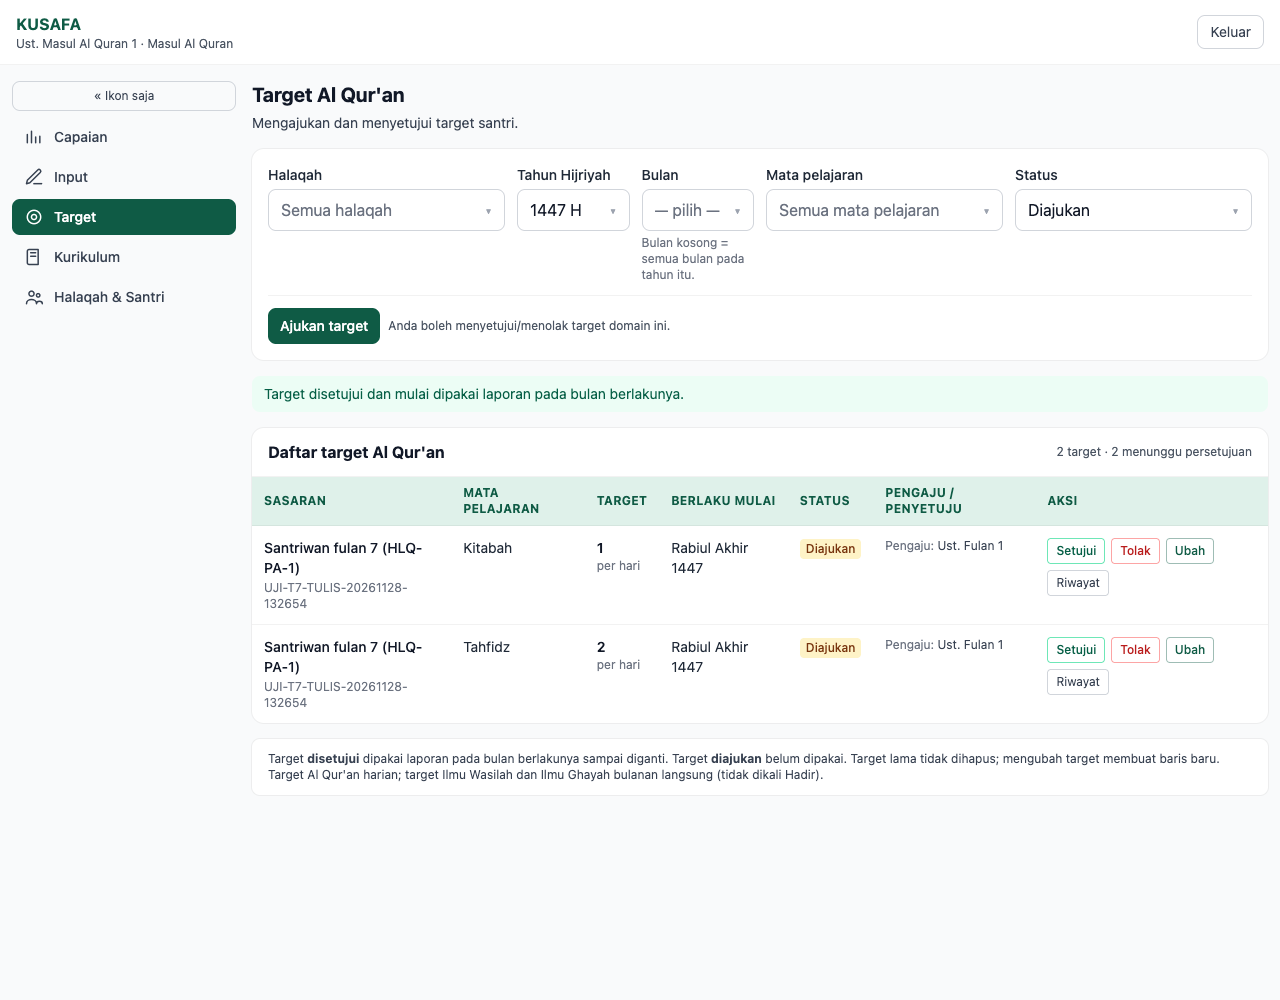 KUSAFA
Ust. Masul Al Quran 1 · Masul Al Quran
Keluar
« Ikon saja
Capaian
Input
Target
Kurikulum
Halaqah & Santri
Target Al Qur'an
Mengajukan dan menyetujui target santri.
Halaqah
Tahun Hijriyah
Bulan
Mata pelajaran
Status
Semua halaqah
1447 H
— pilih —
Semua mata pelajaran
Diajukan
Bulan kosong =
semua bulan pada
tahun itu.
Ajukan target
Anda boleh menyetujui/menolak target domain ini.
Target disetujui dan mulai dipakai laporan pada bulan berlakunya.
Daftar target Al Qur'an
2 target · 2 menunggu persetujuan
SASARAN
MATA
PELAJARAN
TARGET
BERLAKU MULAI
STATUS
PENGAJU /
PENYETUJU
AKSI
Santriwan fulan 7 (HLQ-
PA-1)
UJI-T7-TULIS-20261128-
132654
Kitabah
1
per hari
Rabiul Akhir
1447
Diajukan
Pengaju: Ust. Fulan 1
Setujui
Tolak
Ubah
Riwayat
Santriwan fulan 7 (HLQ-
PA-1)
UJI-T7-TULIS-20261128-
132654
Tahfidz
2
per hari
Rabiul Akhir
1447
Diajukan
Pengaju: Ust. Fulan 1
Setujui
Tolak
Ubah
Riwayat
Target disetujui dipakai laporan pada bulan berlakunya sampai diganti. Target diajukan belum dipakai. Target lama tidak dihapus; mengubah target membuat baris baru.
Target Al Qur'an harian; target Ilmu Wasilah dan Ilmu Ghayah bulanan langsung (tidak dikali Hadir).